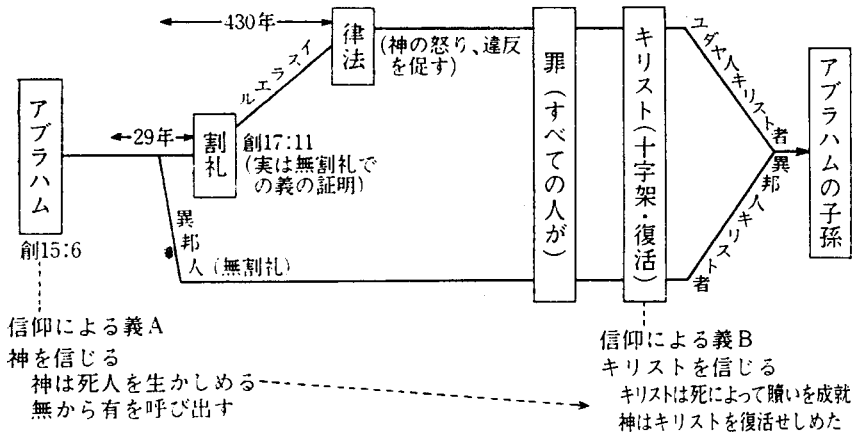 430年
律法
(神の怒り、違反
を促す)
イスラエル
29年
アブラハム
創15:6
割礼
創17:11
(実は無割礼で
の義の証明)
異邦人(無割礼)
罪(すべての人が)
キリスト(十字架・復活)
ユダヤ人キリスト者
異邦人キリスト者
アブラハムの子孫
信仰による義A
神を信じる
神は死人を生かしめる
無から有を呼び出す
信仰による義B
キリストを信じる
キリストは死によって贖いを成就
神はキリストを復活せしめた